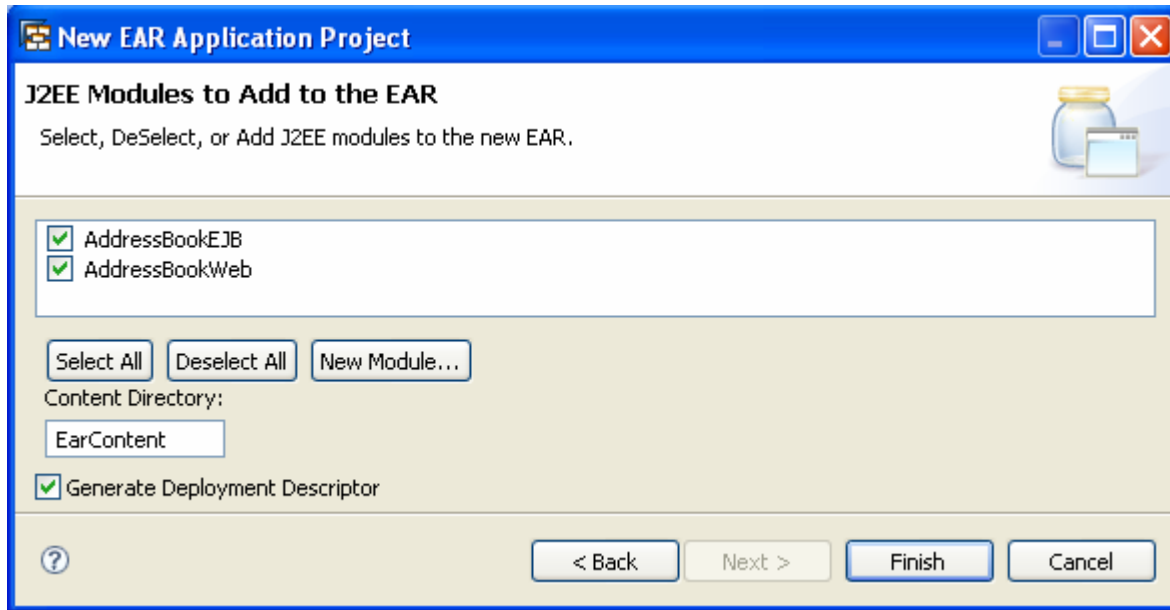 New EAR Application Project
J2EE Modules to Add to the EAR
Select, DeSelect, or Add J2EE modules to the new EAR.
AddressBookEJB
AddressBookWeb
Select All Deselect All New Module...
Content Directory:
EarContent
Generate Deployment Descriptor
? < Back Next > Finish Cancel